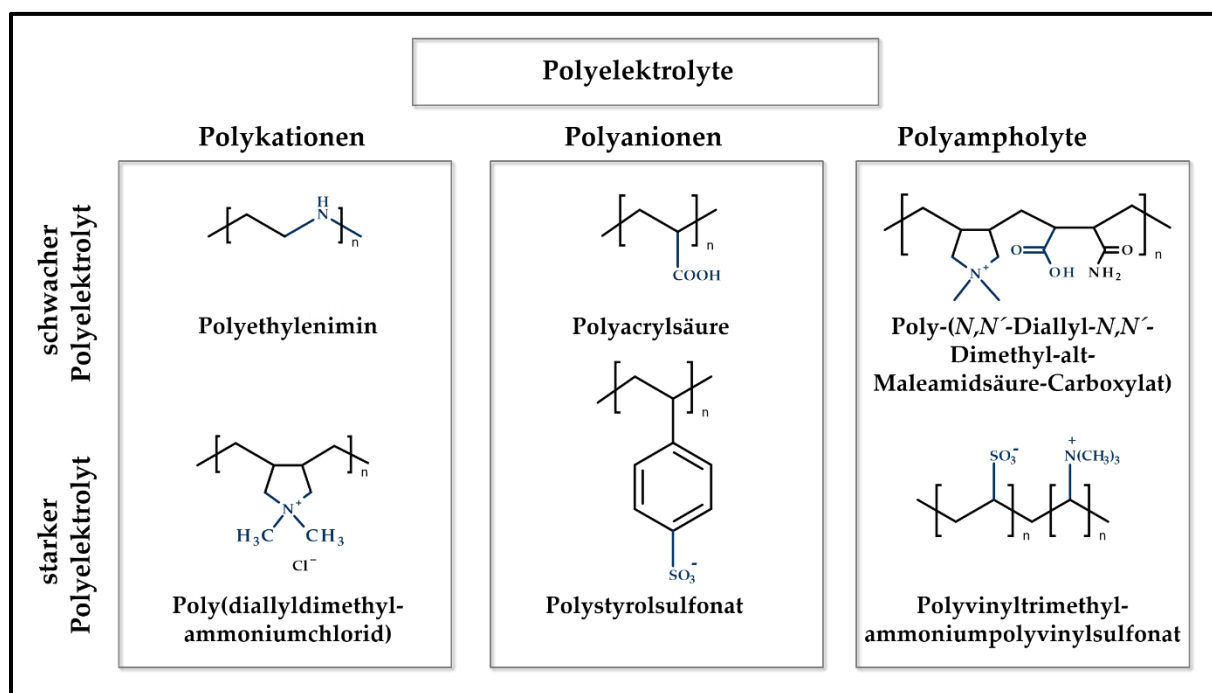 Polyelektrolyte
Polykationen
Polyanionen
Polyampholyte
schwacher
Polyelektrolyt
H
N
n
Polyethylenimin
n
COOH
Polyacrylsäure
n
N+
O
OH
O
NH2
Poly-(N,N´-Diallyl-N,N´-
Dimethyl-alt-
Maleamidsäure-Carboxylat)
starker
Polyelektrolyt
n
N+
H3C
CH3
Cl−
Poly(diallyldimethyl-
ammoniumchlorid)
n
SO3-
Polystyrolsulfonat
SO3-
+
N(CH3)3
n
n
Polyvinyltrimethyl-
ammoniumpolyvinylsulfonat